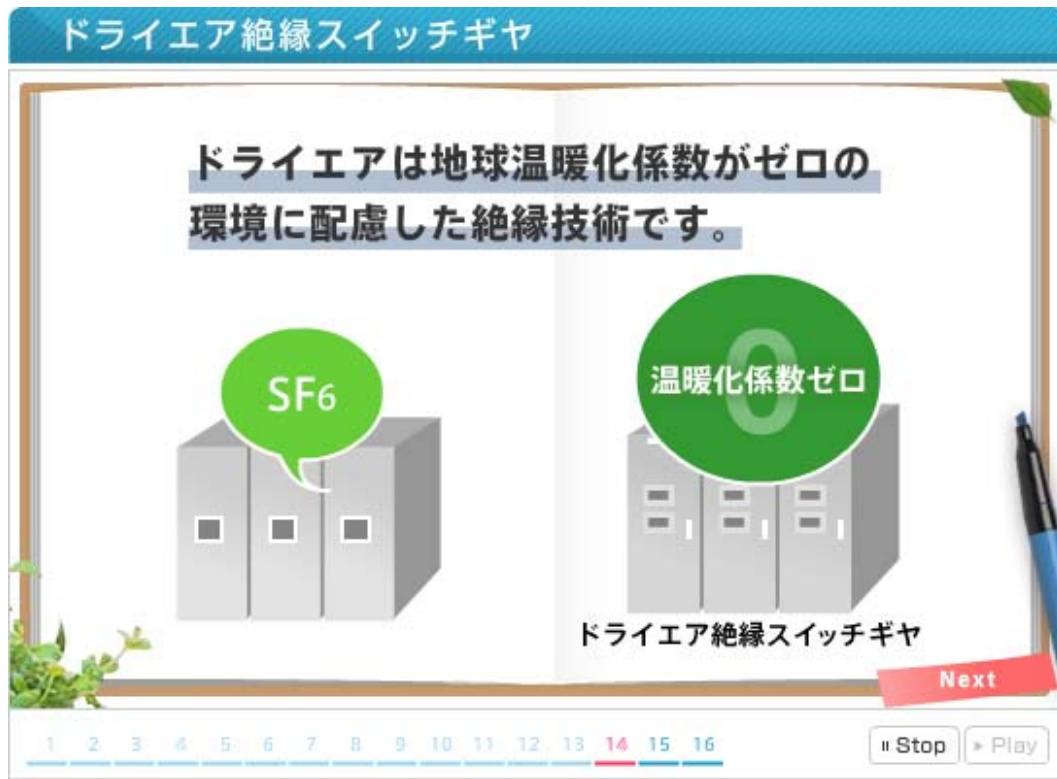 ドライエア絶縁スイッチギヤ
ドライエアは地球温暖化係数がゼロの
環境に配慮した絶縁技術です。
SF6
0
温暖化係数ゼロ
ドライエア絶縁スイッチギヤ
Next
1 2 3 4 5 6 7 8 9 10 11 12 13 14 15 16
Stop Play